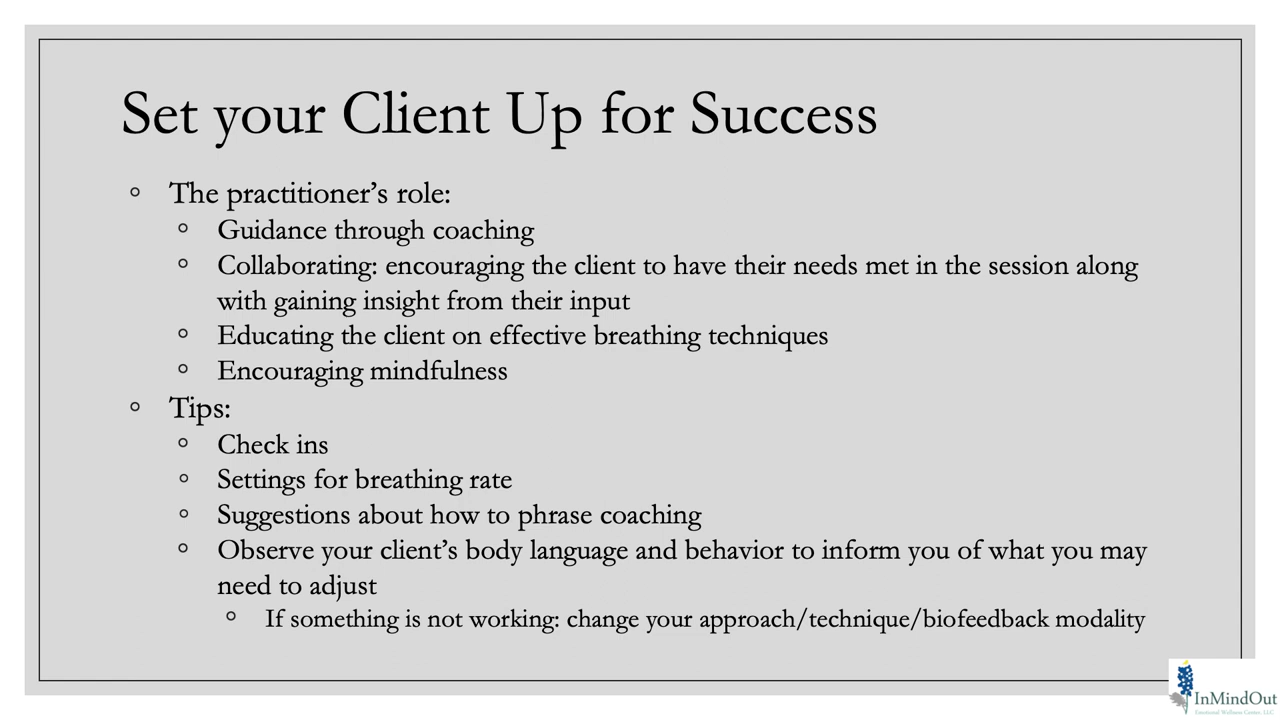 Set your Client Up for Success
The practitioner’s role:
Guidance through coaching
Collaborating: encouraging the client to have their needs met in the session along
with gaining insight from their input
Educating the client on effective breathing techniques
Encouraging mindfulness
Tips:
Check ins
Settings for breathing rate
Suggestions about how to phrase coaching
Observe your client’s body language and behavior to inform you of what you may
need to adjust
If something is not working: change your approach/technique/biofeedback modality
InMindOut
Emotional Wellness Center, LLC.